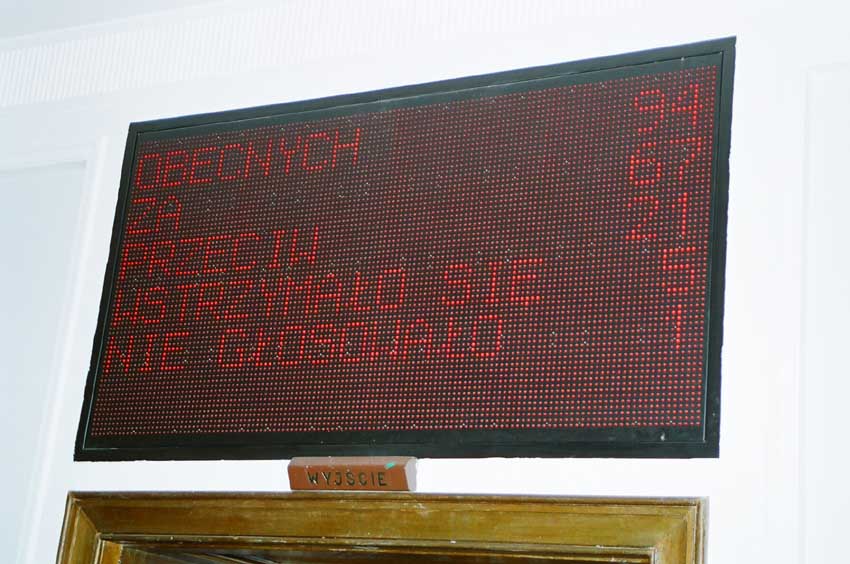 OBECNYCH 94
ZA 67
PRZECIW 21
WSTRZYMAŁO SIĘ 5
NIE GŁOSOWAŁO 1
WYJŚCIE